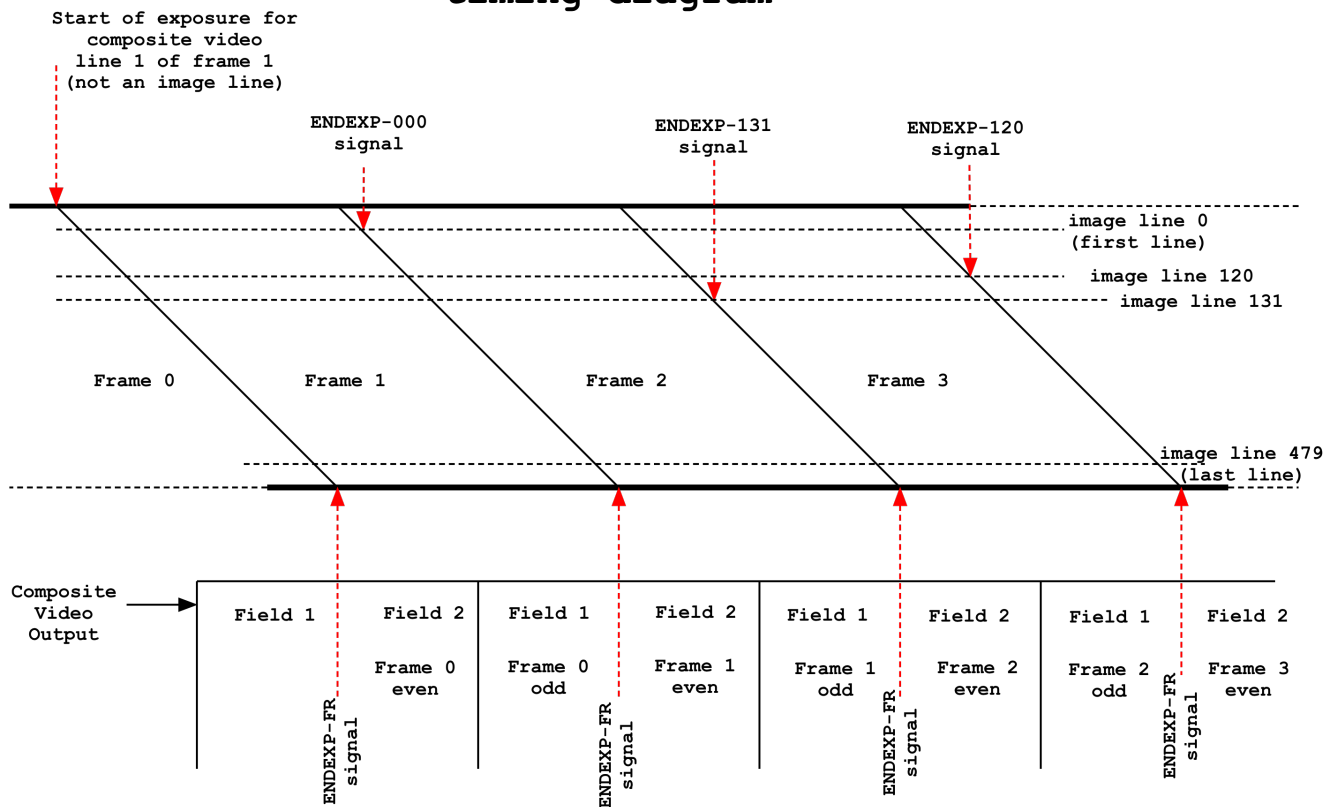 timing diagram
Start of exposure for
composite video
line 1 of frame 1
(not an image line)
ENDEXP-000
signal
ENDEXP-131
signal
ENDEXP-120
signal
image line 0
(first line)
image line 120
image line 131
Frame 0
Frame 1
Frame 2
Frame 3
image line 479
(last line)
Composite
Video
Output
Field 1
Field 2
Field 1
Field 2
Field 1
Field 2
Field 1
Field 2
Frame 0
even
Frame 0
odd
Frame 1
even
Frame 1
odd
Frame 2
even
Frame 2
odd
Frame 3
even
ENDEXP-FR
signal
ENDEXP-FR
signal
ENDEXP-FR
signal
ENDEXP-FR
signal